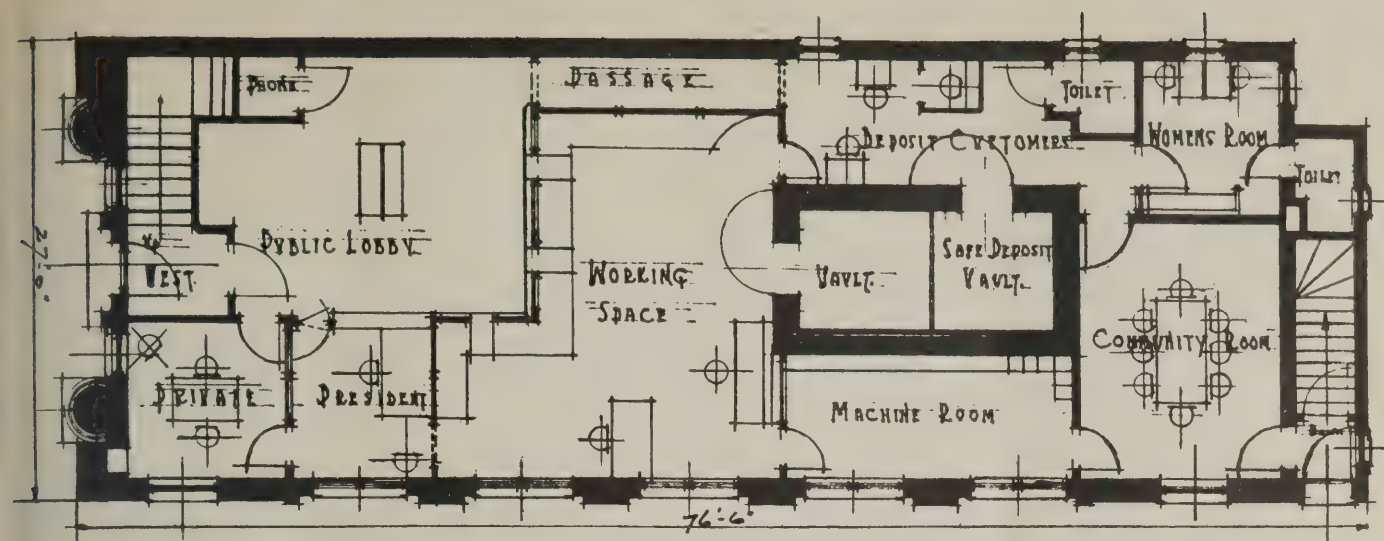 PHONE
PASSAGE
TOILET
DEPOSIT CUSTOMERS
WOMENS ROOM
TOILET
UP
VEST.
PUBLIC LOBBY
WORKING
SPACE
VAULT
SAFE DEPOSIT
VAULT
COMMUNITY ROOM
PRIVATE
PRESIDENT
MACHINE ROOM
27'-0"
76'-6"